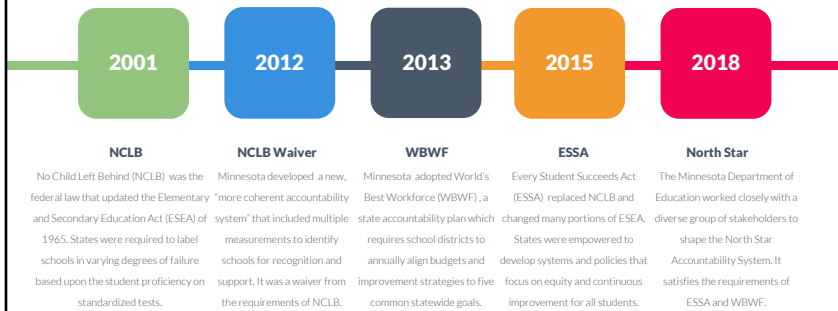 2001
2012
2013
2015
2018
NCLB
No Child Left Behind (NCLB) was the
federal law that updated the Elementary
and Secondary Education Act (ESEA) of
1965. States were required to label
schools in varying degrees of failure
based upon the student proficiency on
standardized tests.
NCLB Waiver
Minnesota developed a new,
"more coherent accountability
system" that included multiple
measurements to identify
schools for recognition and
support. It was a waiver from
the requirements of NCLB.
WBWF
Minnesota adopted World's
Best Workforce (WBWF) , a
state accountability plan which
requires school districts to
annually align budgets and
improvement strategies to five
common statewide goals.
ESSA
Every Student Succeeds Act
(ESSA) replaced NCLB and
changed many portions of ESEA.
States were empowered to
develop systems and policies that
focus on equity and continuous
improvement for all students.
North Star
The Minnesota Department of
Education worked closely with a
diverse group of stakeholders to
shape the North Star
Accountability System. It
satisfies the requirements of
ESSA and WBWF.